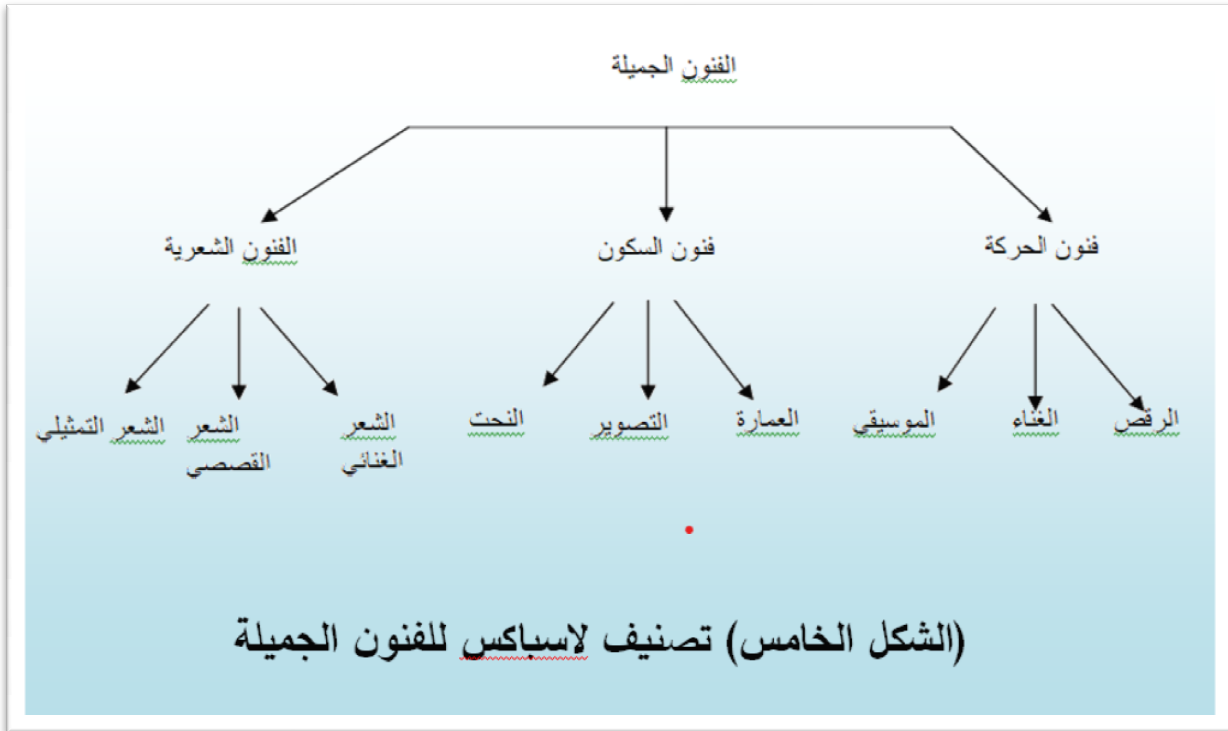 الفنون الجميلة
فنون الحركة
فنون السكون
الفنون الشعرية
الرقص
الغناء
الموسيقي
العمارة
التصوير
النحت
الشعر
الغنائي
الشعر
القصصي
الشعر التمثيلي
(الشكل الخامس) تصنيف لاسباكس للفنون الجميلة